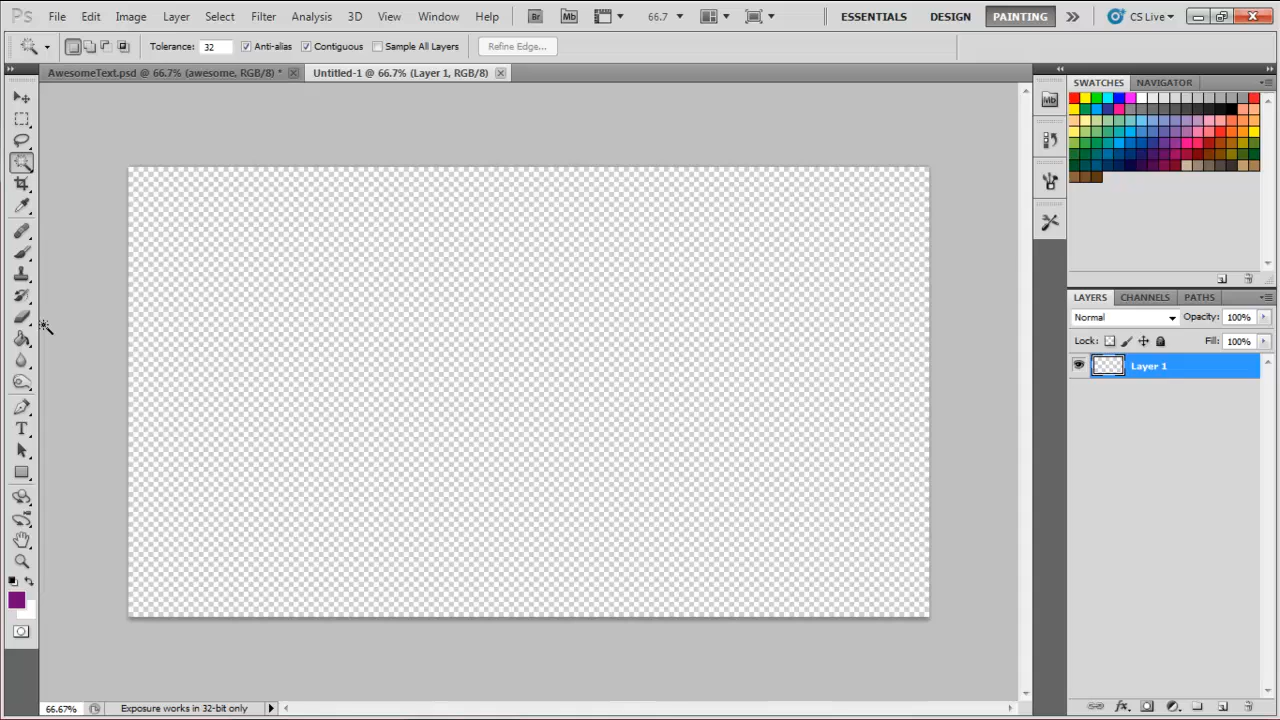 Ps File Edit Image Layer Select Filter Analysis 3D View Window Help Br Mb 66.7 ESSENTIALS DESIGN PAINTING CS Live
Tolerance: 32 Anti-alias Contiguous Sample All Layers Refine Edge...
AwesomeText.psd @ 66.7% (awesome, RGB/8) * Untitled-1 @ 66.7% (Layer 1, RGB/8)
SWATCHES NAVIGATOR
Mb
LAYERS CHANNELS PATHS
Normal Opacity: 100%
Lock: Fill: 100%
Layer 1
T
66.67% Exposure works in 32-bit only
fx